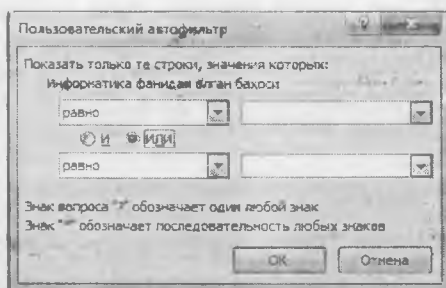 Пользовательский автофильтр
Показать только те строки, значения которых:
Информатика фанидан олган бахоси
равно
И ИЛИ
равно
Знак вопроса "?" обозначает один любой знак
Знак "*" обозначает последовательность любых знаков
ОК Отмена